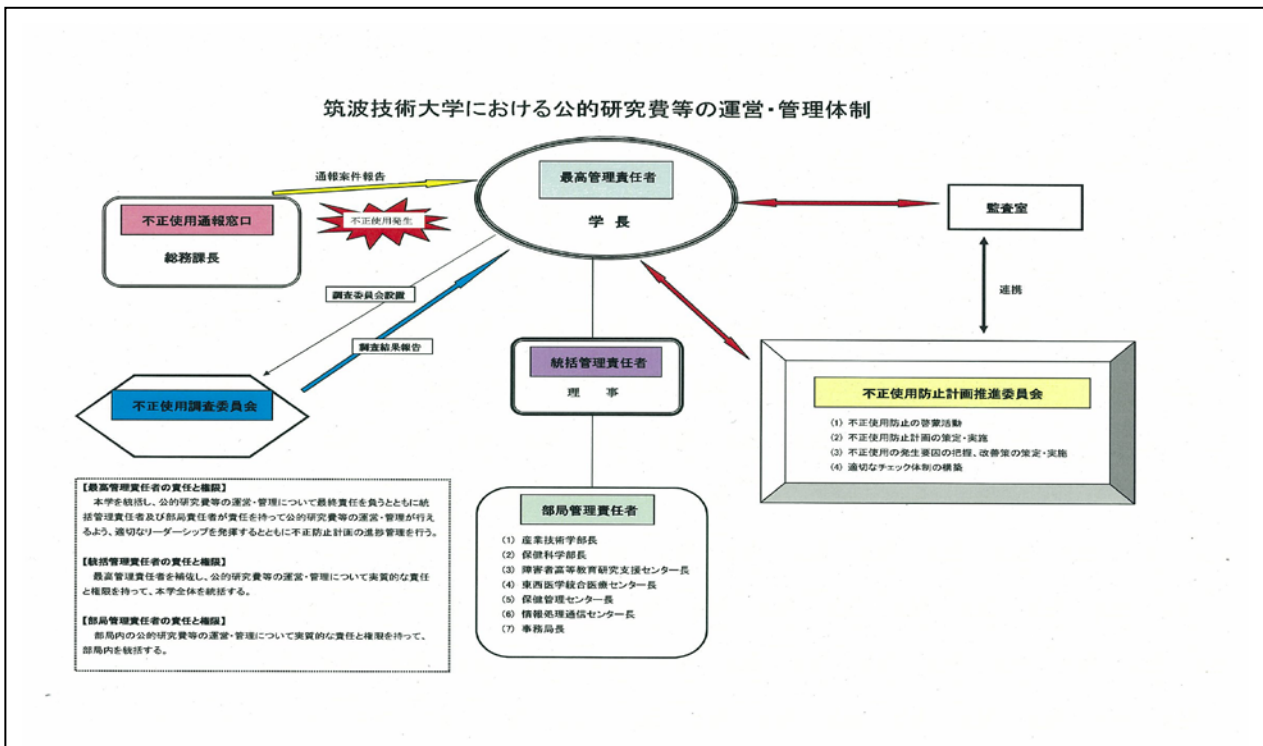 筑波技術大学における公的研究費等の運営・管理体制
通報案件報告
最高管理責任者
学長
不正使用通報窓口
総務課長
不正使用発生
監査室
連携
調査委員会設置
調査結果報告
統括管理責任者
理事
不正使用調査委員会
不正使用防止計画推進委員会
(1) 不正使用防止の啓蒙活動
(2) 不正使用防止計画の策定・実施
(3) 不正使用の発生要因の把握、改善策の策定・実施
(4) 適切なチェック体制の構築
【最高管理責任者の責任と権限】
本学を統括し、公的研究費等の運営・管理について最終責任を負うとともに統
括管理責任者及び部局責任者が責任を持って公的研究費等の運営・管理が行え
るよう、適切なリーダーシップを発揮するとともに不正防止計画の進捗管理を行う。
【統括管理責任者の責任と権限】
最高管理責任者を補佐し、公的研究費等の運営・管理について実質的な責任
と権限を持って、本学全体を統括する。
【部局管理責任者の責任と権限】
部局内の公的研究費等の運営・管理について実質的な責任と権限を持って、
部局内を統括する。
部局管理責任者
(1) 産業技術学部長
(2) 保健科学部長
(3) 障害者高等教育研究支援センター長
(4) 東西医学統合医療センター長
(5) 保健管理センター長
(6) 情報処理通信センター長
(7) 事務局長